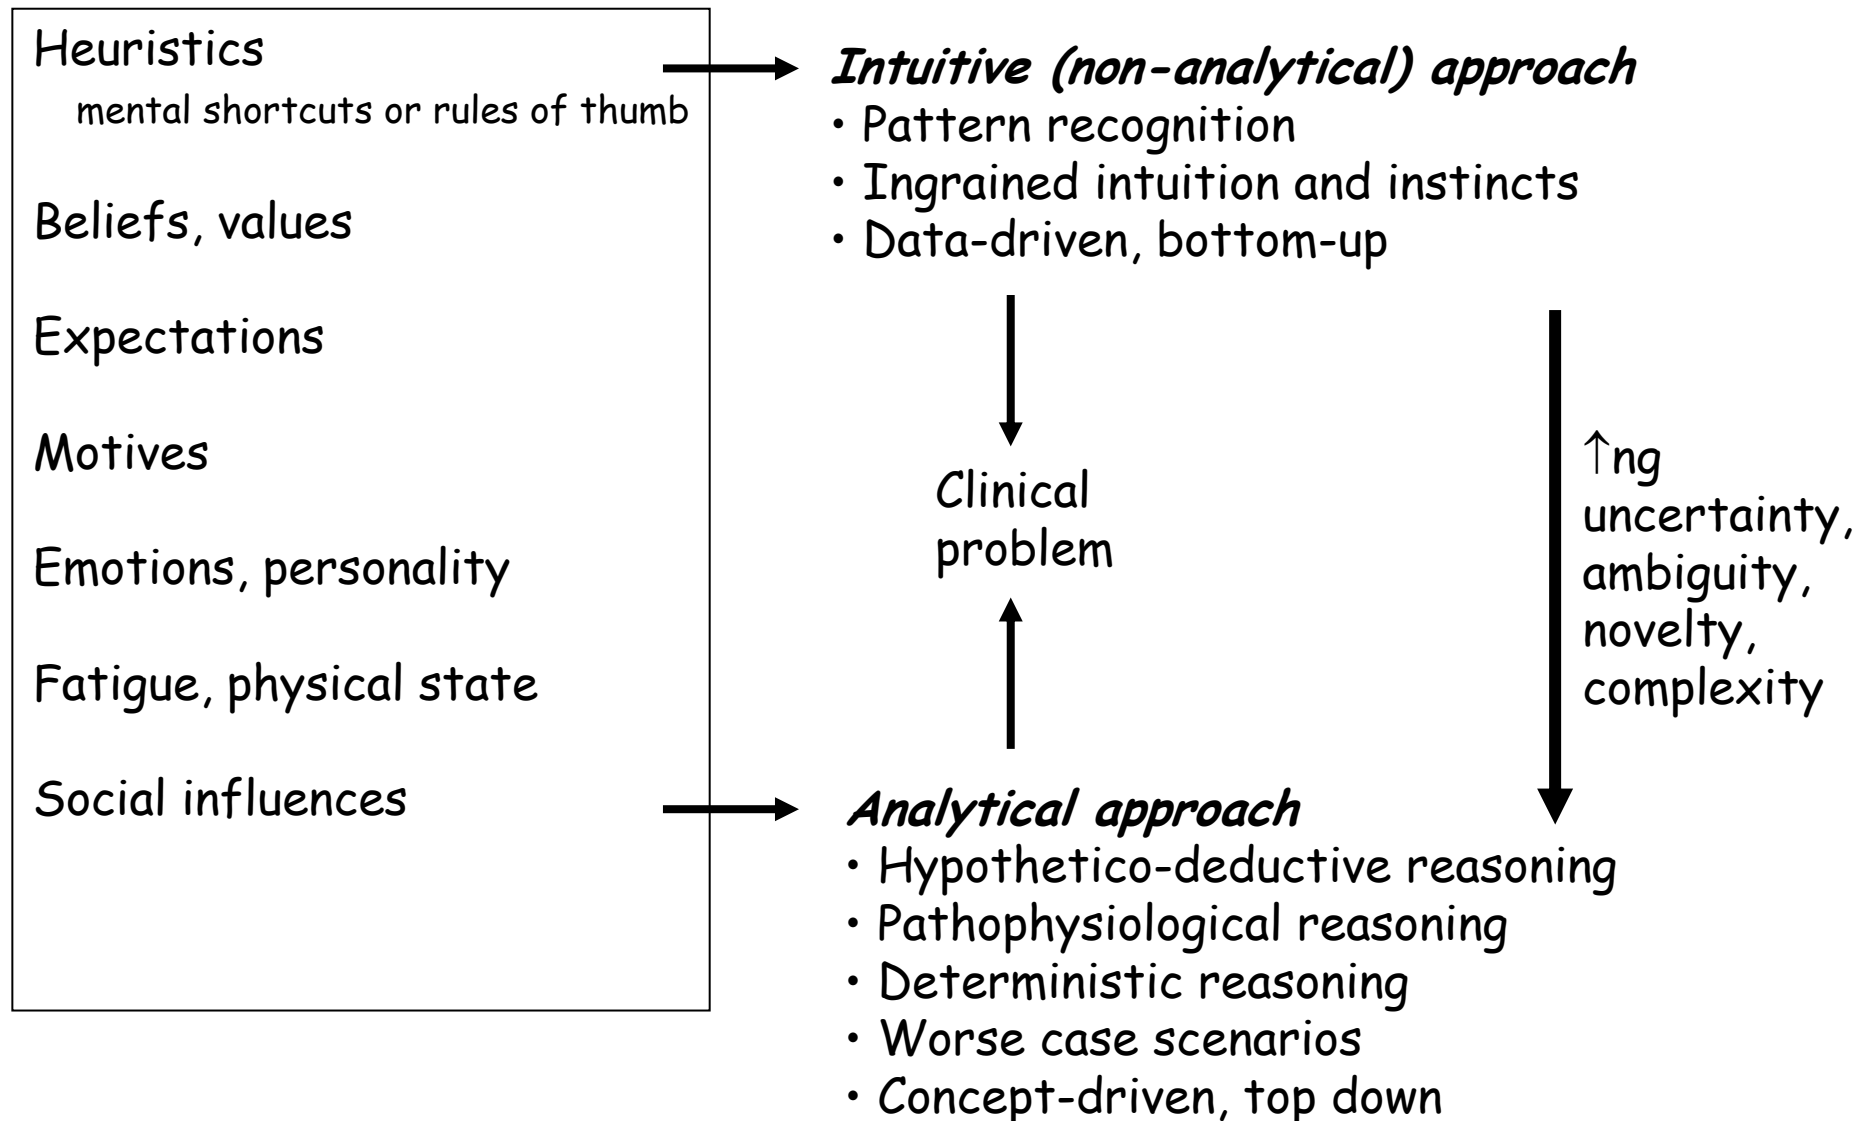 Heuristics
mental shortcuts or rules of thumb
Beliefs, values
Expectations
Motives
Emotions, personality
Fatigue, physical state
Social influences
Intuitive (non-analytical) approach
• Pattern recognition
• Ingrained intuition and instincts
• Data-driven, bottom-up
Clinical
problem
↑ng
uncertainty,
ambiguity,
novelty,
complexity
Analytical approach
• Hypothetico-deductive reasoning
• Pathophysiological reasoning
• Deterministic reasoning
• Worse case scenarios
• Concept-driven, top down